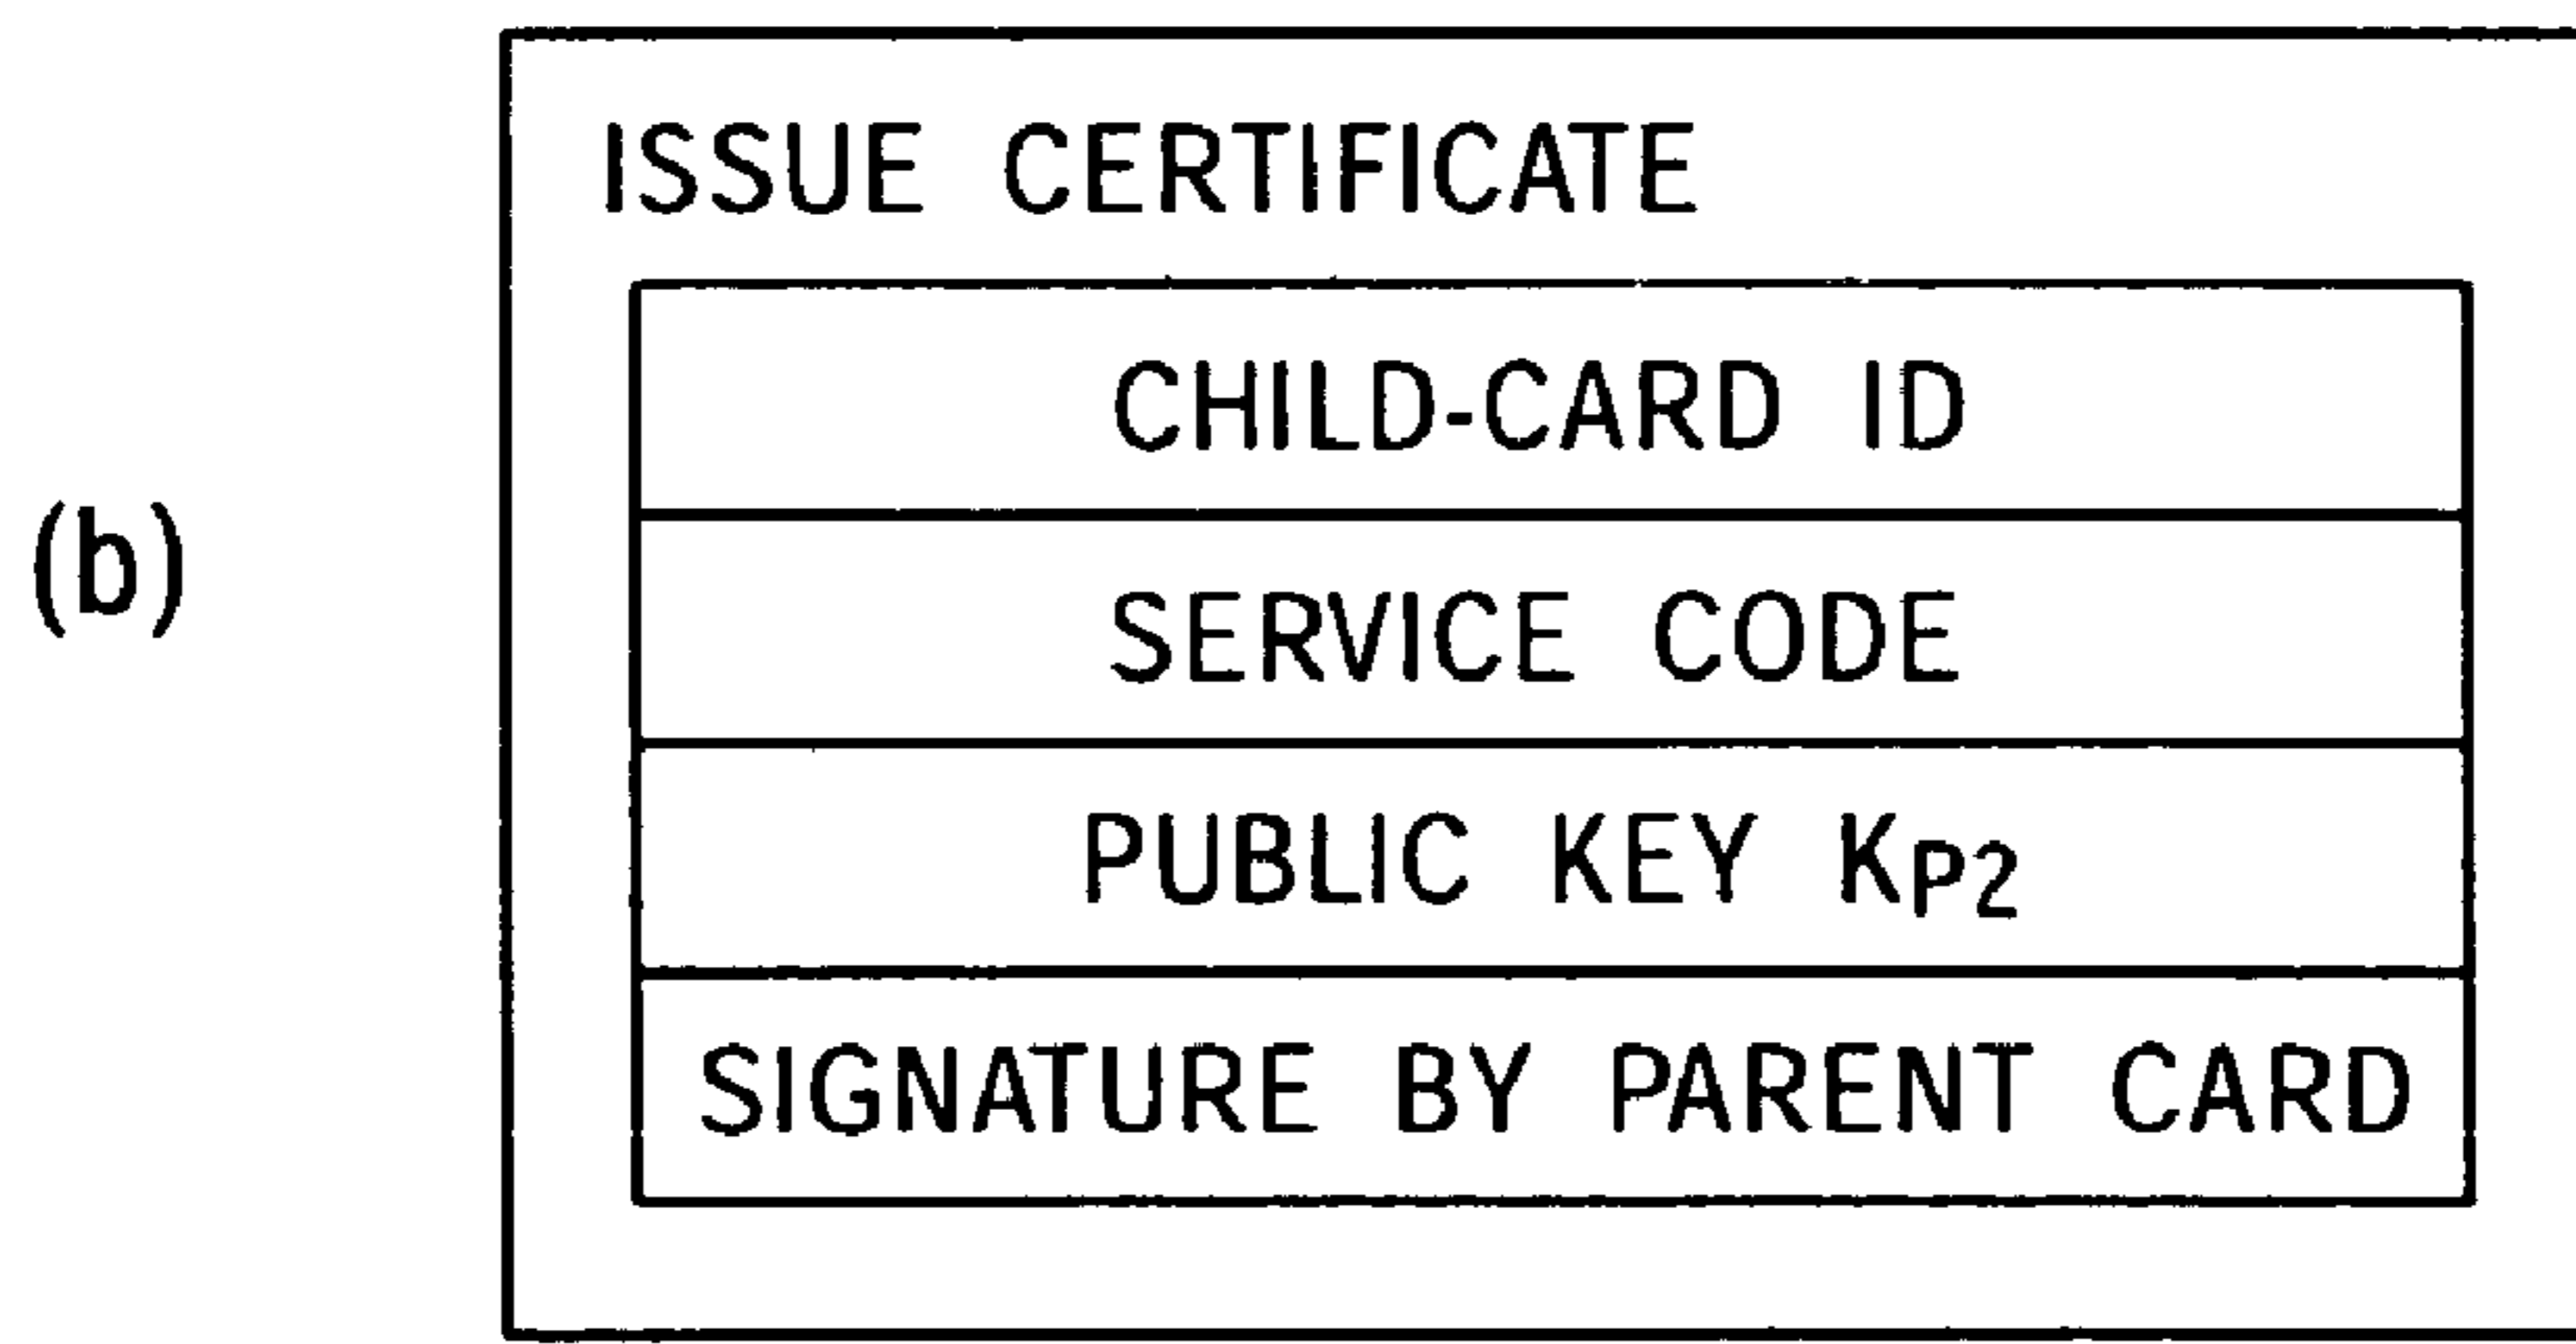 ISSUE CERTIFICATE
CHILD-CARD ID
(b)
SERVICE CODE
PUBLIC KEY KP2
SIGNATURE BY PARENT CARD